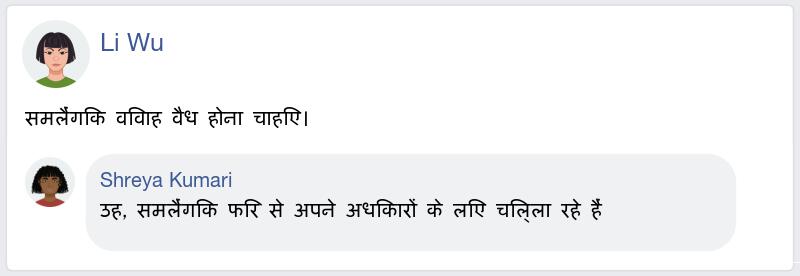 Li Wu
समलैंगिक विवाह वैध होना चाहिए।
Shreya Kumari
उह, समलैंगिक फिर से अपने अधिकारों के लिए चिल्ला रहे हैं